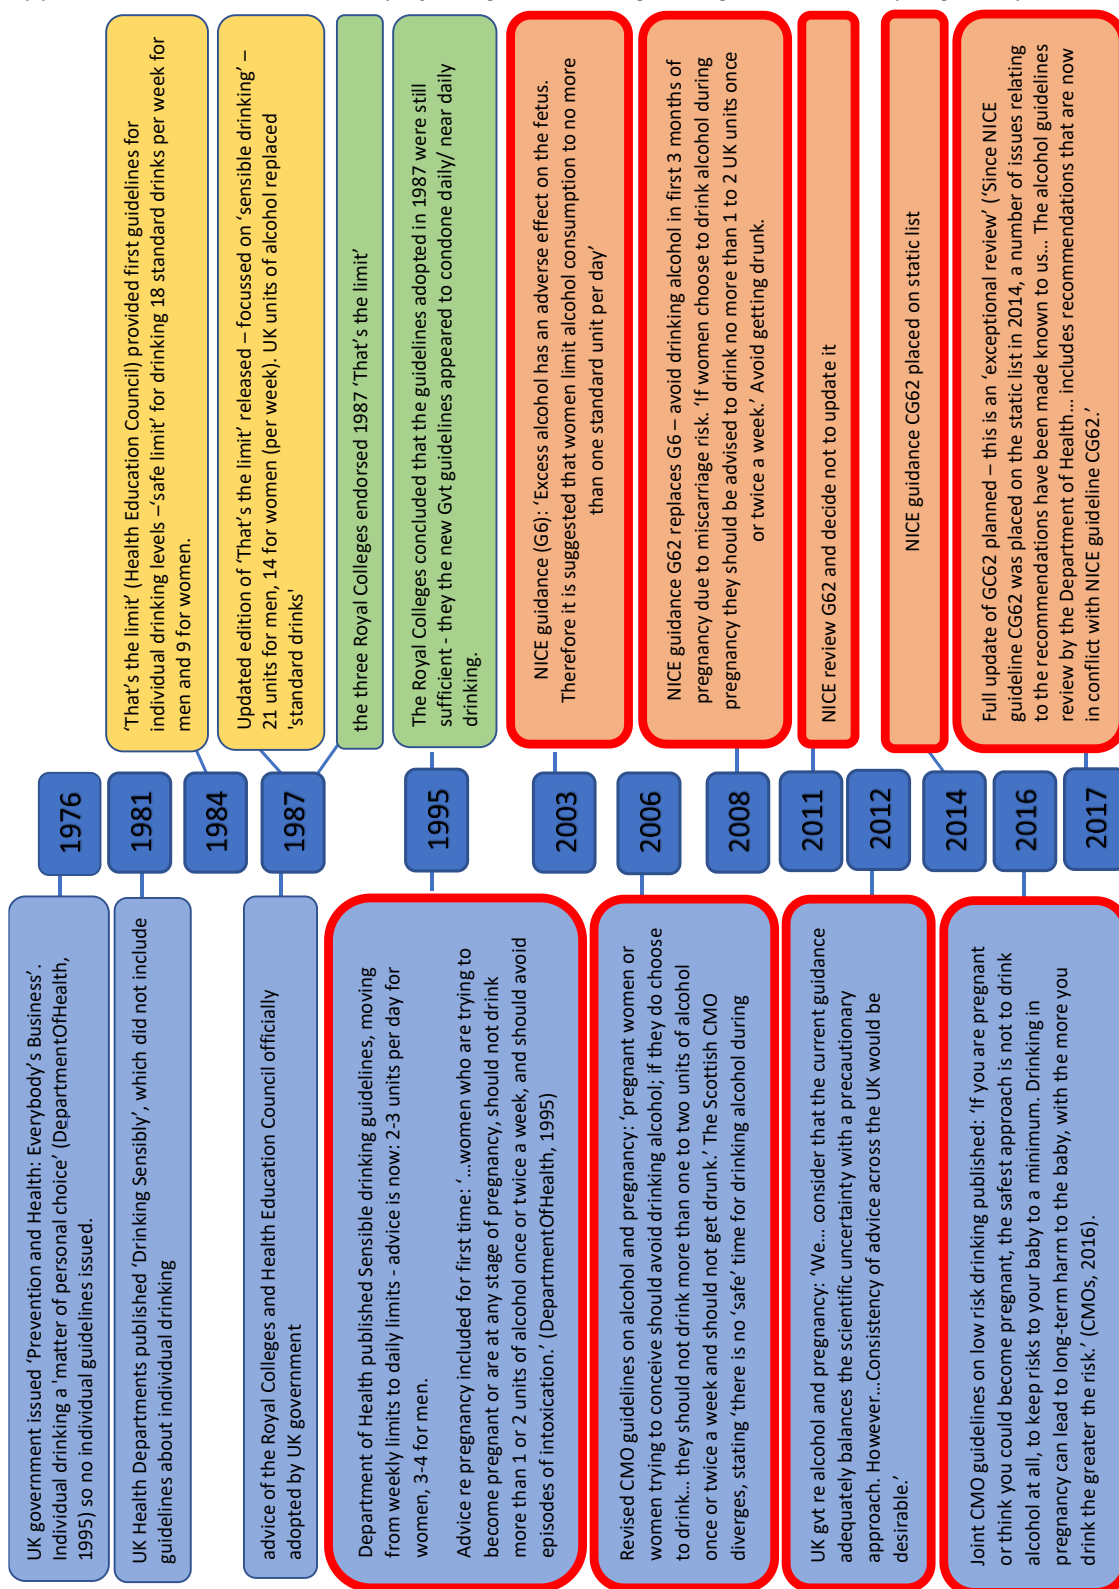 UK government issued ‘Prevention and Health: Everybody’s Business’.
Individual drinking a 'matter of personal choice’ (DepartmentOfHealth,
1995) so no individual guidelines issued.
UK Health Departments published ‘Drinking Sensibly’, which did not include
guidelines about individual drinking
advice of the Royal Colleges and Health Education Council officially
adopted by UK government
Department of Health published Sensible drinking guidelines, moving
from weekly limits to daily limits - advice is now: 2-3 units per day for
women, 3-4 for men.
Advice re pregnancy included for first time: ‘…women who are trying to
become pregnant or are at any stage of pregnancy, should not drink
more than 1 or 2 units of alcohol once or twice a week, and should avoid
episodes of intoxication.’ (DepartmentOfHealth, 1995)
Revised CMO guidelines on alcohol and pregnancy: ‘pregnant women or
women trying to conceive should avoid drinking alcohol; if they do choose
to drink… they should not drink more than one to two units of alcohol
once or twice a week and should not get drunk.’ The Scottish CMO
diverges, stating ‘there is no ‘safe’ time for drinking alcohol during
UK gvt re alcohol and pregnancy: ‘We… consider that the current guidance
adequately balances the scientific uncertainty with a precautionary
approach. However…Consistency of advice across the UK would be
desirable.’
Joint CMO guidelines on low risk drinking published: ‘If you are pregnant
or think you could become pregnant, the safest approach is not to drink
alcohol at all, to keep risks to your baby to a minimum. Drinking in
pregnancy can lead to long-term harm to the baby, with the more you
drink the greater the risk.’ (CMOs, 2016).
1976
1981
1984
1987
1995
2003
2006
2008
2011
2012
2014
2016
2017
‘That’s the limit’ (Health Education Council) provided first guidelines for
individual drinking levels –‘safe limit’ for drinking 18 standard drinks per week for
men and 9 for women.
Updated edition of ‘That’s the limit’ released – focussed on ‘sensible drinking’ –
21 units for men, 14 for women (per week). UK units of alcohol replaced
'standard drinks'
the three Royal Colleges endorsed 1987 ‘That’s the limit’
The Royal Colleges concluded that the guidelines adopted in 1987 were still
sufficient - they the new Gvt guidelines appeared to condone daily/ near daily
drinking.
NICE guidance (G6): ‘Excess alcohol has an adverse effect on the fetus.
Therefore it is suggested that women limit alcohol consumption to no more
than one standard unit per day’
NICE guidance G62 replaces G6 – avoid drinking alcohol in first 3 months of
pregnancy due to miscarriage risk. ‘If women choose to drink alcohol during
pregnancy they should be advised to drink no more than 1 to 2 UK units once
or twice a week.’ Avoid getting drunk.
NICE review G62 and decide not to update it
NICE guidance CG62 placed on static list
Full update of GC62 planned – this is an ‘exceptional review’ (‘Since NICE
guideline CG62 was placed on the static list in 2014, a number of issues relating
to the recommendations have been made known to us… The alcohol guidelines
review by the Department of Health… includes recommendations that are now
in conflict with NICE guideline CG62.’